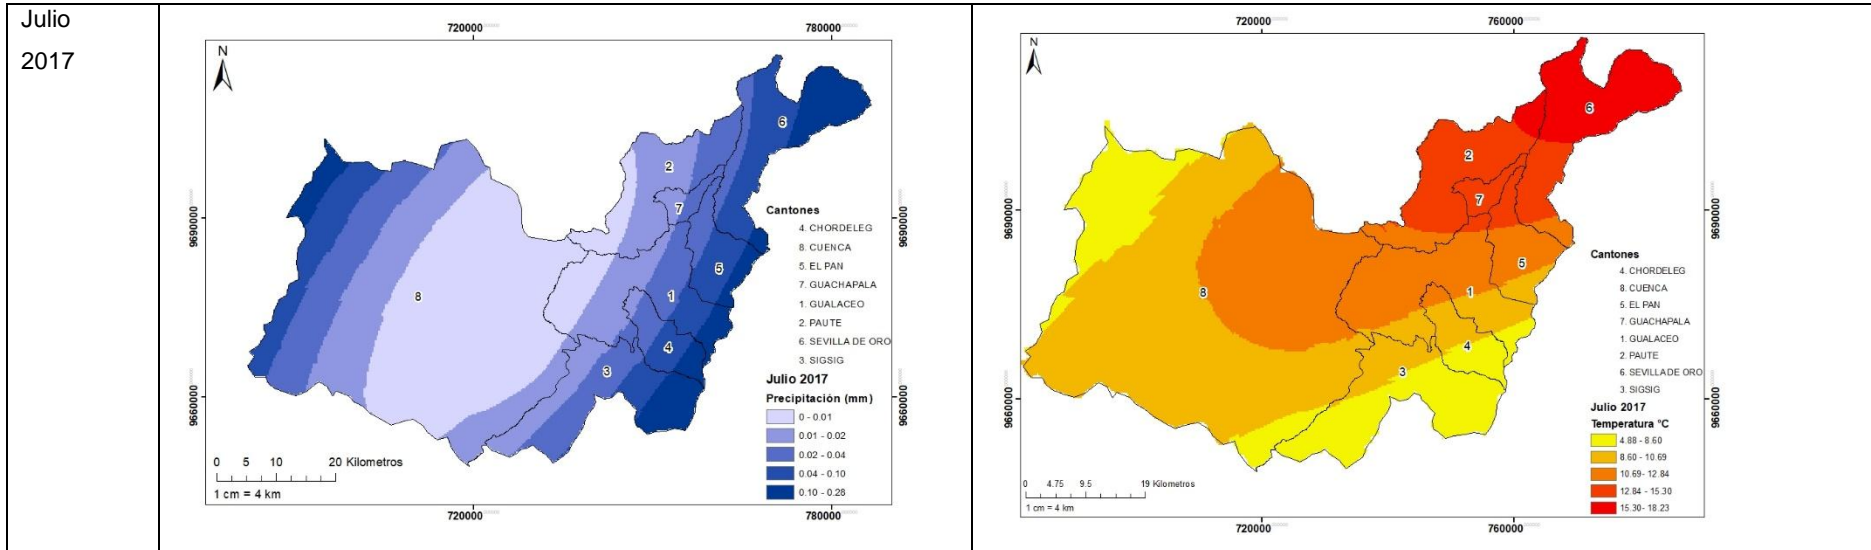 Julio
2017
720000
780000
N
9690000
9690000
6
2
7
5
8
1
4
3
Cantones
4. CHORDELEG
8. CUENCA
5. EL PAN
7. GUACHAPALA
1. GUALACEO
2. PAUTE
6. SEVILLA DE ORO
3. SIGSIG
Julio 2017
Precipitación (mm)
0 - 0.01
0.01 - 0.02
0.02 - 0.04
0.04 - 0.10
0.10 - 0.28
9660000
9660000
0 5 10 20 Kilometros
1 cm = 4 km
720000
780000
720000
760000
N
9690000
9690000
6
2
7
5
8
1
4
3
Cantones
4. CHORDELEG
8. CUENCA
5. EL PAN
7. GUACHAPALA
1. GUALACEO
2. PAUTE
6. SEVILLA DE ORO
3. SIGSIG
Julio 2017
Temperatura °C
4.88 - 8.60
8.60 - 10.69
10.69- 12.84
12.84 - 15.30
15.30- 18.23
9660000
9660000
0 4.75 9.5 19 Kilometros
1 cm = 4 km
720000
760000